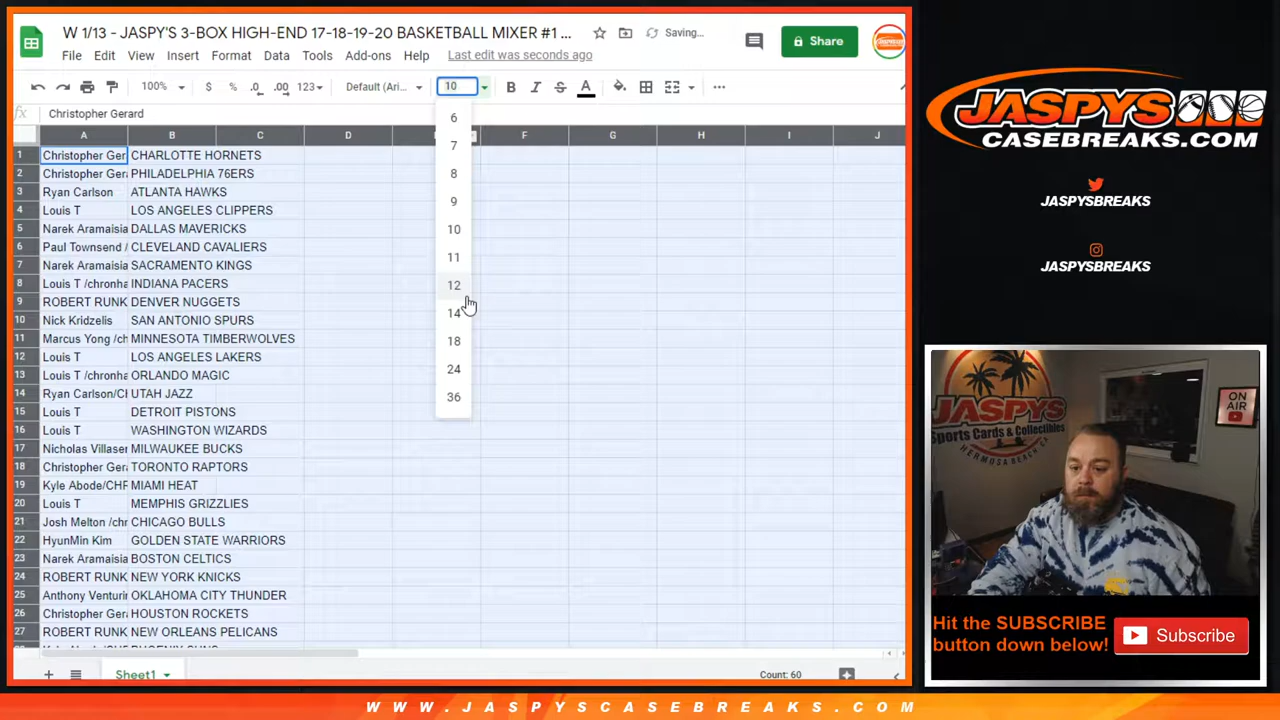 W 1/13 - JASPY'S 3-BOX HIGH-END 17-18-19-20 BASKETBALL MIXER #1 ...
Saving...
Share
File Edit View Insert Format Data Tools Add-ons Help Last edit was seconds ago
100% $ % .0 .00 123 Default (Ari... 10 B I S A
fx Christopher Gerard
A B C D F G H I J
1 Christopher Ger CHARLOTTE HORNETS
2 Christopher Gera PHILADELPHIA 76ERS
3 Ryan Carlson ATLANTA HAWKS
4 Louis T LOS ANGELES CLIPPERS
5 Narek Aramaisia DALLAS MAVERICKS
6 Paul Townsend / CLEVELAND CAVALIERS
7 Narek Aramaisia SACRAMENTO KINGS
8 Louis T /chronha INDIANA PACERS
9 ROBERT RUNK DENVER NUGGETS
10 Nick Kridzelis SAN ANTONIO SPURS
11 Marcus Yong /ch MINNESOTA TIMBERWOLVES
12 Louis T LOS ANGELES LAKERS
13 Louis T /chronha ORLANDO MAGIC
14 Ryan Carlson/CH UTAH JAZZ
15 Louis T DETROIT PISTONS
16 Louis T WASHINGTON WIZARDS
17 Nicholas Villaser MILWAUKEE BUCKS
18 Christopher Gera TORONTO RAPTORS
19 Kyle Abode/CHF MIAMI HEAT
20 Louis T MEMPHIS GRIZZLIES
21 Josh Melton /chr CHICAGO BULLS
22 HyunMin Kim GOLDEN STATE WARRIORS
23 Narek Aramaisia BOSTON CELTICS
24 ROBERT RUNK NEW YORK KNICKS
25 Anthony Venturin OKLAHOMA CITY THUNDER
26 Christopher Gera HOUSTON ROCKETS
27 ROBERT RUNK NEW ORLEANS PELICANS
6
7
8
9
10
11
12
14
18
24
36
Sheet1
Count: 60
JASPYS
CASEBREAKS.COM
JASPYSBREAKS
JASPYSBREAKS
JASPYS
Sports Cards & Collectibles
HERMOSA BEACH CA
ON
AIR
Hit the SUBSCRIBE
button down below!
Subscribe
WWW.JASPYSCASEBREAKS.COM